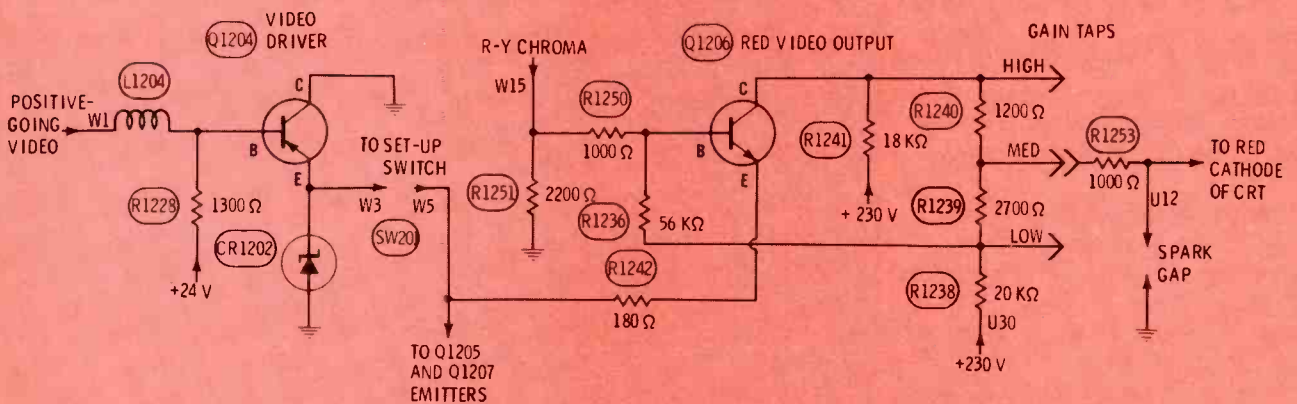 Q1204
VIDEO
DRIVER
L1204
POSITIVE-
GOING
VIDEO
W1
C
B
E
R1228
1300 Ω
+24 V
CR1202
TO SET-UP
SWITCH
W3
W5
SW201
TO Q1205
AND Q1207
EMITTERS
R-Y CHROMA
W15
R1250
1000 Ω
R1251
2200 Ω
R1236
56 KΩ
R1242
180 Ω
Q1206
RED VIDEO OUTPUT
C
B
E
R1241
18 KΩ
+ 230 V
GAIN TAPS
HIGH
R1240
1200 Ω
MED
R1239
2700 Ω
LOW
R1238
20 KΩ
U30
+230 V
R1253
1000 Ω
TO RED
CATHODE
OF CRT
U12
SPARK
GAP